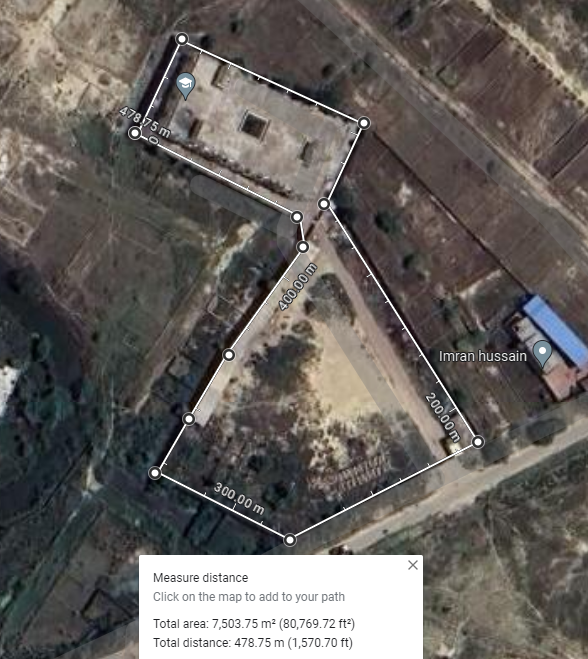 478.75 m
0
400.00 m
Imran hussain
200.00 m
300.00 m
Measure distance
Click on the map to add to your path
Total area: 7,503.75 m² (80,769.72 ft²)
Total distance: 478.75 m (1,570.70 ft)